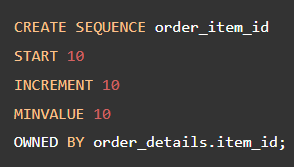 CREATE SEQUENCE order_item_id
START 10
INCREMENT 10
MINVALUE 10
OWNED BY order_details.item_id;